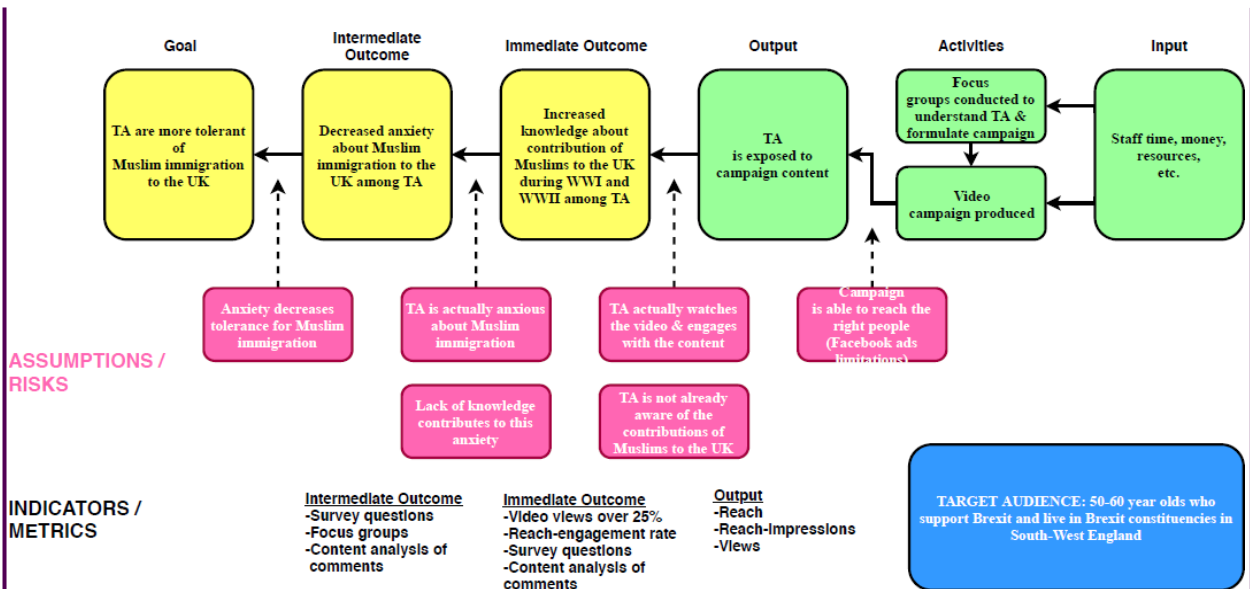 Goal
Intermediate
Outcome
Immediate Outcome
Output
Activities
Input
TA are more tolerant
of
Muslim immigration
to the UK
Decreased anxiety
about Muslim
immigration to the
UK among TA
Increased
knowledge about
contribution of
Muslims to the UK
during WWI and
WWII among TA
TA
is exposed to
campaign content
Focus
groups conducted to
understand TA &
formulate campaign
Video
campaign produced
Staff time, money,
resources,
etc.
ASSUMPTIONS /
RISKS
Anxiety decreases
tolerance for Muslim
immigration
TA is actually anxious
about Muslim
immigration
Lack of knowledge
contributes to this
anxiety
TA actually watches
the video & engages
with the content
TA is not already
aware of the
contributions of
Muslims to the UK
Campaign
is able to reach the
right people
(Facebook ads
limitations)
INDICATORS /
METRICS
Intermediate Outcome
-Survey questions
-Focus groups
-Content analysis of
comments
Immediate Outcome
-Video views over 25%
-Reach-engagement rate
-Survey questions
-Content analysis of
comments
Output
-Reach
-Reach-impressions
-Views
TARGET AUDIENCE: 50-60 year olds who
support Brexit and live in Brexit constituencies in
South-West England